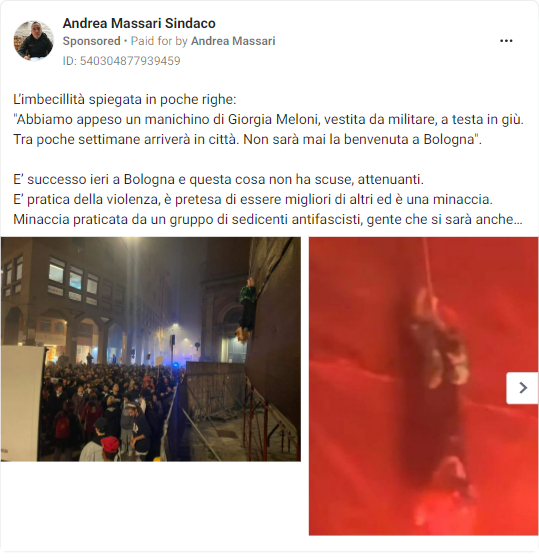 Andrea Massari Sindaco
Sponsored • Paid for by Andrea Massari
ID: 540304877939459
L'imbecillità spiegata in poche righe:
"Abbiamo appeso un manichino di Giorgia Meloni, vestita da militare, a testa in giù.
Tra poche settimane arriverà in città. Non sarà mai la benvenuta a Bologna".
E' successo ieri a Bologna e questa cosa non ha scuse, attenuanti.
E' pratica della violenza, è pretesa di essere migliori di altri ed è una minaccia.
Minaccia praticata da un gruppo di sedicenti antifascisti, gente che si sarà anche...